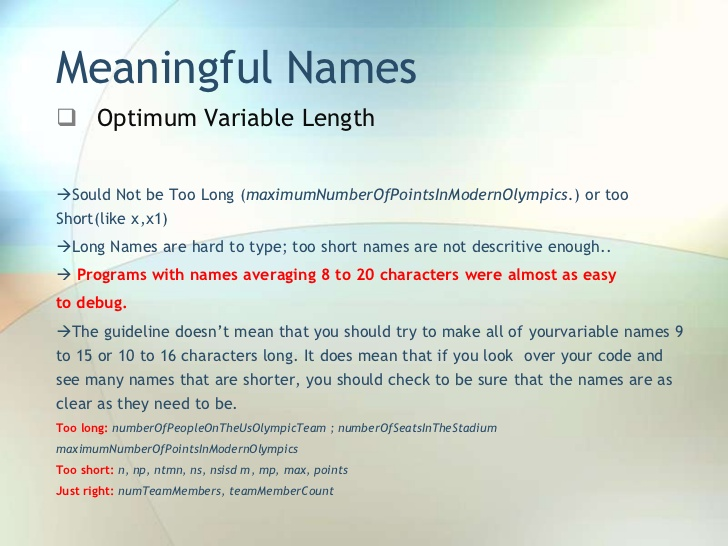 Meaningful Names
Optimum Variable Length
→Sould Not be Too Long (maximumNumberOfPointsInModernOlympics.) or too
Short(like x,x1)
→Long Names are hard to type; too short names are not descritive enough..
→ Programs with names averaging 8 to 20 characters were almost as easy
to debug.
→The guideline doesn’t mean that you should try to make all of yourvariable names 9
to 15 or 10 to 16 characters long. It does mean that if you look over your code and
see many names that are shorter, you should check to be sure that the names are as
clear as they need to be.
Too long: numberOfPeopleOnTheUsOlympicTeam ; numberOfSeatsInTheStadium
maximumNumberOfPointsInModernOlympics
Too short: n, np, ntmn, ns, nsisd m , mp, max, points
Just right: numTeamMembers, teamMemberCount